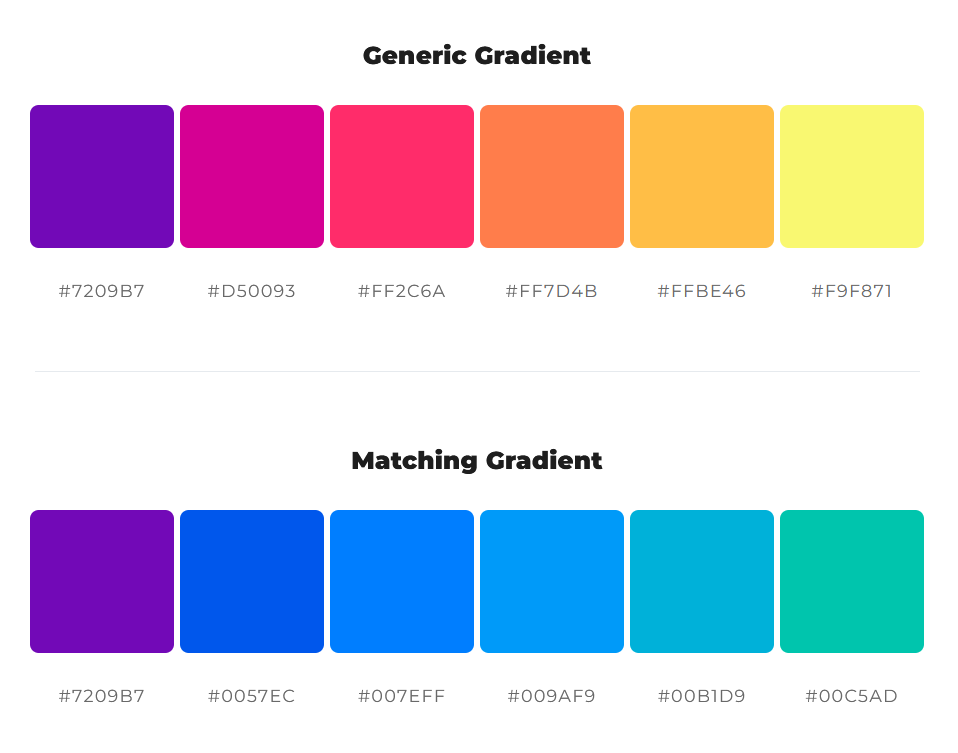 Generic Gradient
#7209B7 #D50093 #FF2C6A #FF7D4B #FFBE46 #F9F871
Matching Gradient
#7209B7 #0057EC #007EFF #009AF9 #00B1D9 #00C5AD